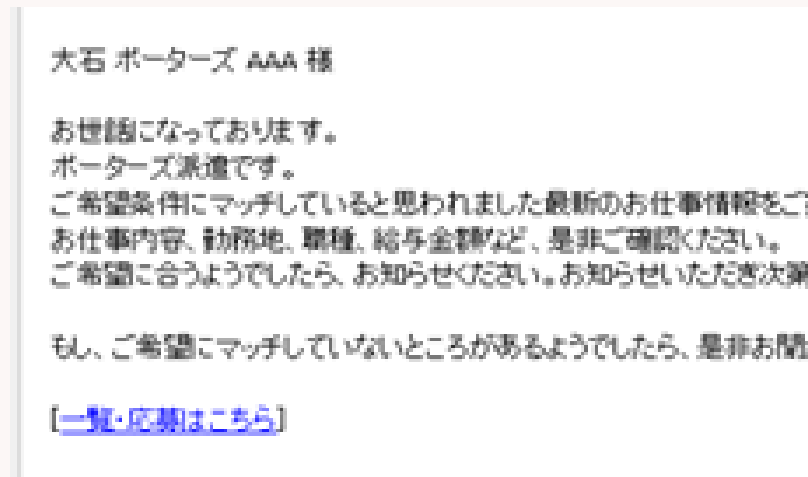 大石 ポーターズ AAA 様
お世話になっております。
ポーターズ派遣です。
ご希望条件にマッチしていると思われました最新のお仕事情報をご
お仕事内容、勤務地、職種、給与金額など、是非ご確認ください。
ご希望に合うようでしたら、お知らせください。お知らせいただき次第
もし、ご希望にマッチしていないところがあるようでしたら、是非お聞
[一覧・応募はこちら]